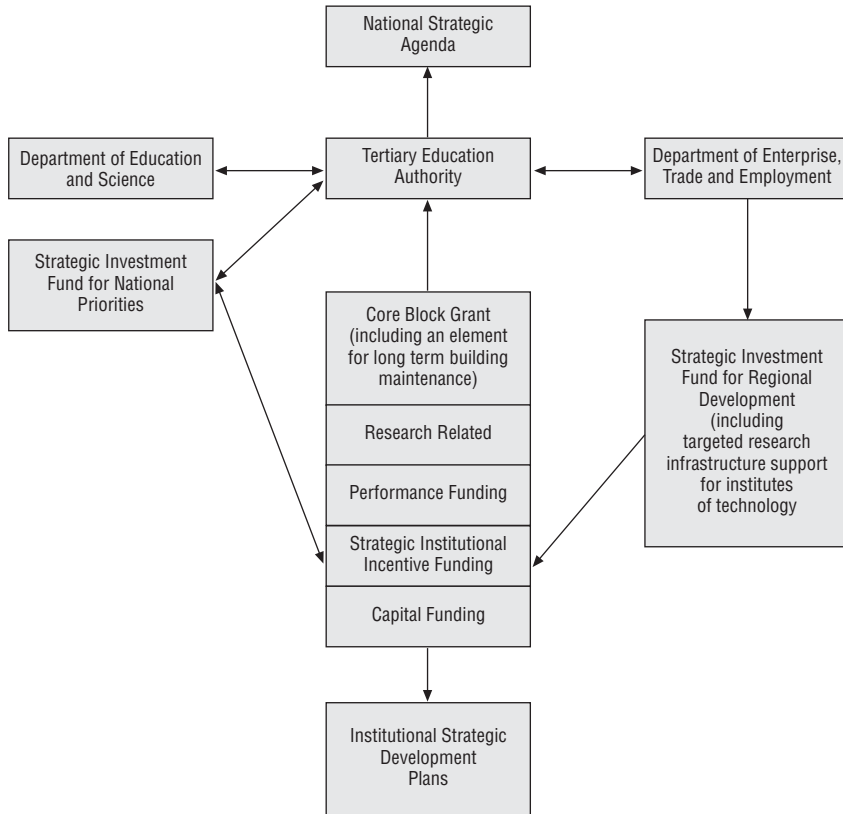 National Strategic
Agenda
Department of Education
and Science
Tertiary Education
Authority
Department of Enterprise,
Trade and Employment
Strategic Investment
Fund for National
Priorities
Core Block Grant
(including an element
for long term building
maintenance)
Research Related
Performance Funding
Strategic Institutional
Incentive Funding
Capital Funding
Strategic Investment
Fund for Regional
Development
(including
targeted research
infrastructure support
for institutes
of technology
Institutional Strategic
Development
Plans